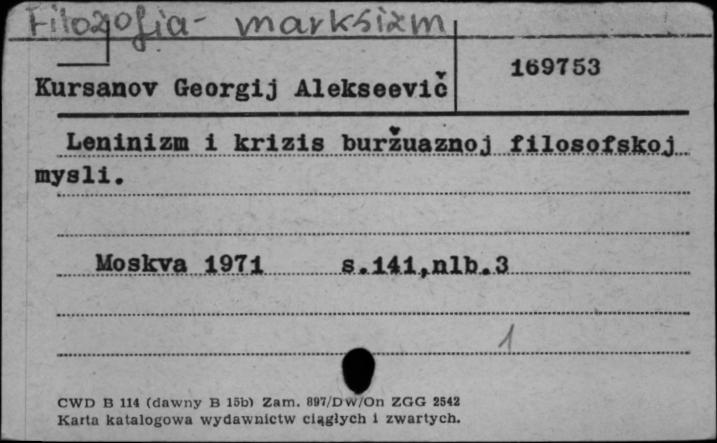 Filozofia - marksizm
169753
Kursanov Georgij Alekseevič
Leninizm i krizis buržuaznoj filosofskoj
mysli.
Moskva 1971 s.141,nlb.3
1
CWD B 114 (dawny B 15b) Zam. 897/DW/On ZGG 2542
Karta katalogowa wydawnictw ciągłych i zwartych.